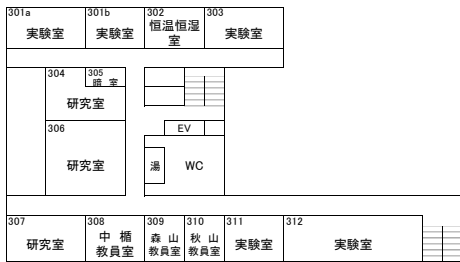 301a
実験室
301b
実験室
302
恒温恒湿
室
303
実験室
304
研究室
305
暗 室
306
研究室
EV
湯
WC
307
研究室
308
中 楯
教員室
309
森 山
教員室
310
秋 山
教員室
311
実験室
312
実験室